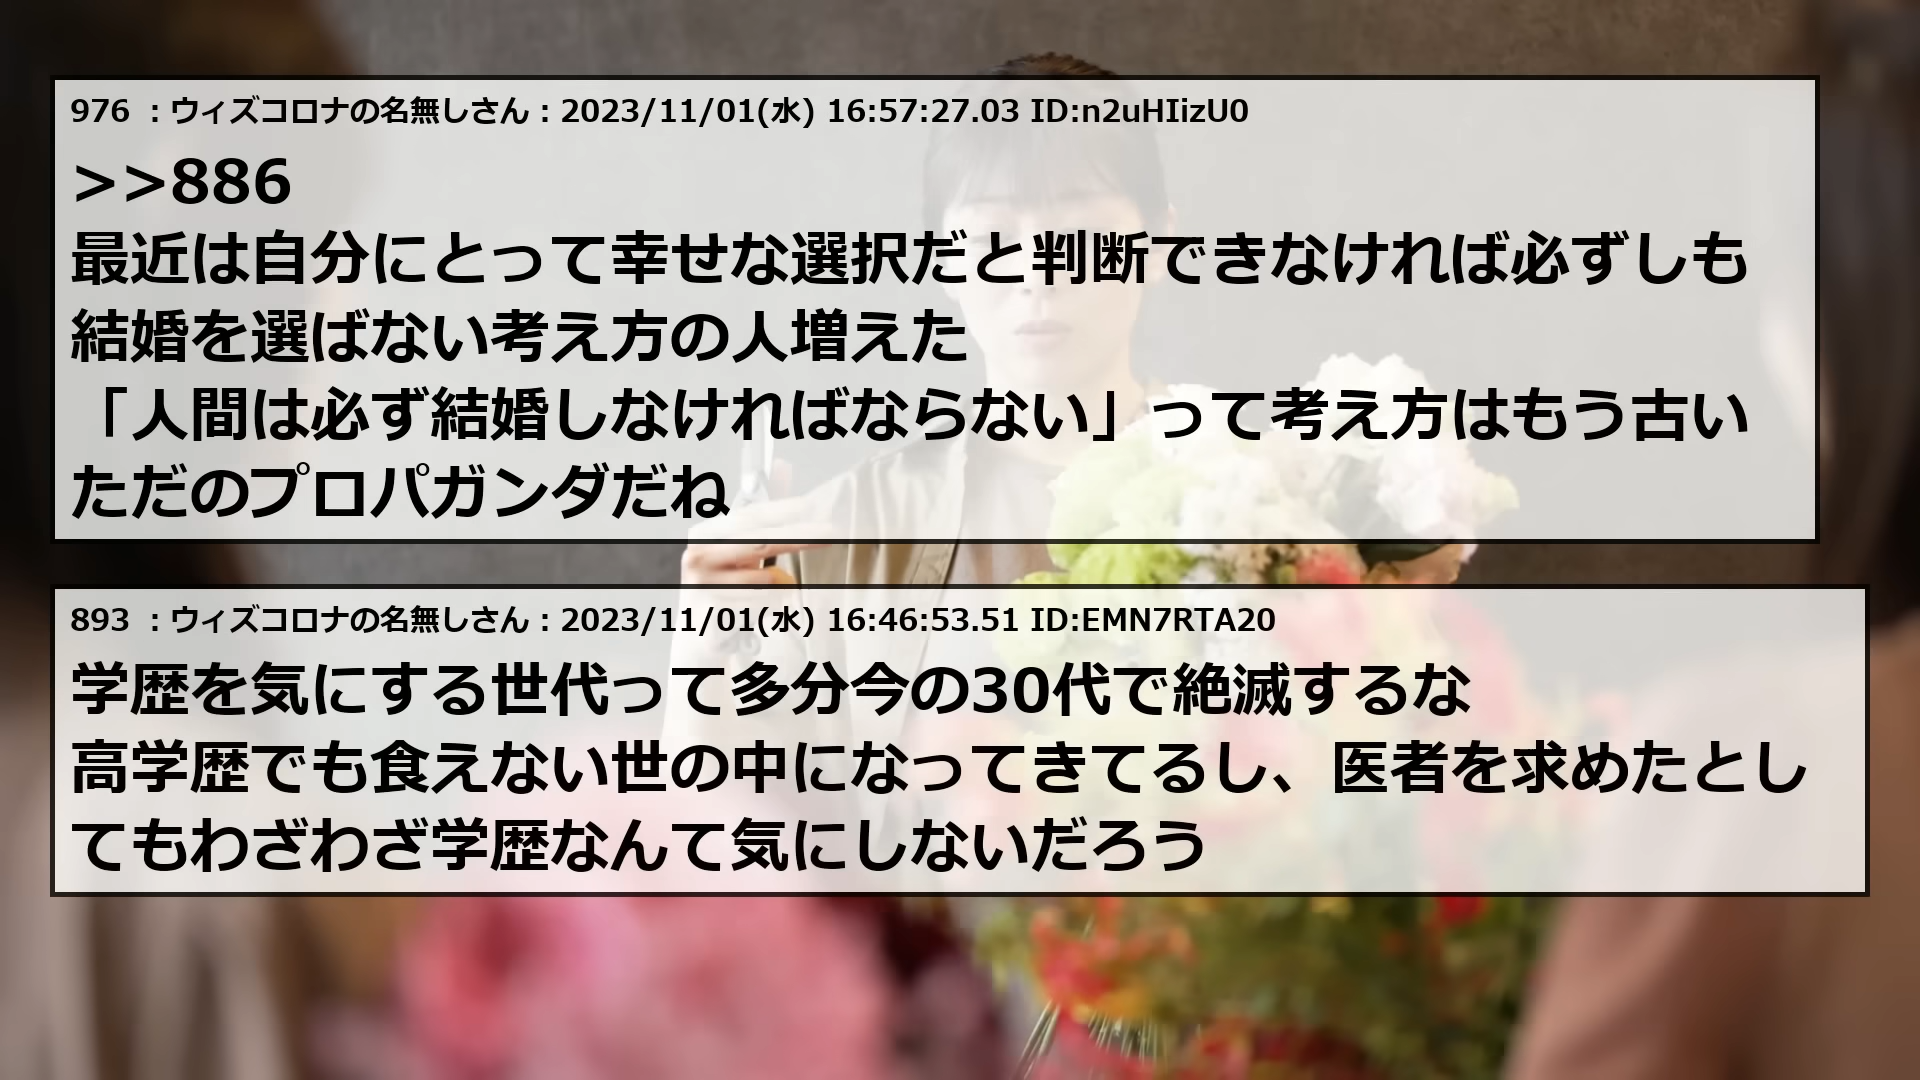 976 ：ウィズコロナの名無しさん：2023/11/01(水) 16:57:27.03 ID:n2uHIizU0
>>886
最近は自分にとって幸せな選択だと判断できなければ必ずしも
結婚を選ばない考え方の人増えた
「人間は必ず結婚しなければならない」って考え方はもう古い
ただのプロパガンダだね
893 ：ウィズコロナの名無しさん：2023/11/01(水) 16:46:53.51 ID:EMN7RTA20
学歴を気にする世代って多分今の30代で絶滅するな
高学歴でも食えない世の中になってきてるし、医者を求めたとし
てもわざわざ学歴なんて気にしないだろう